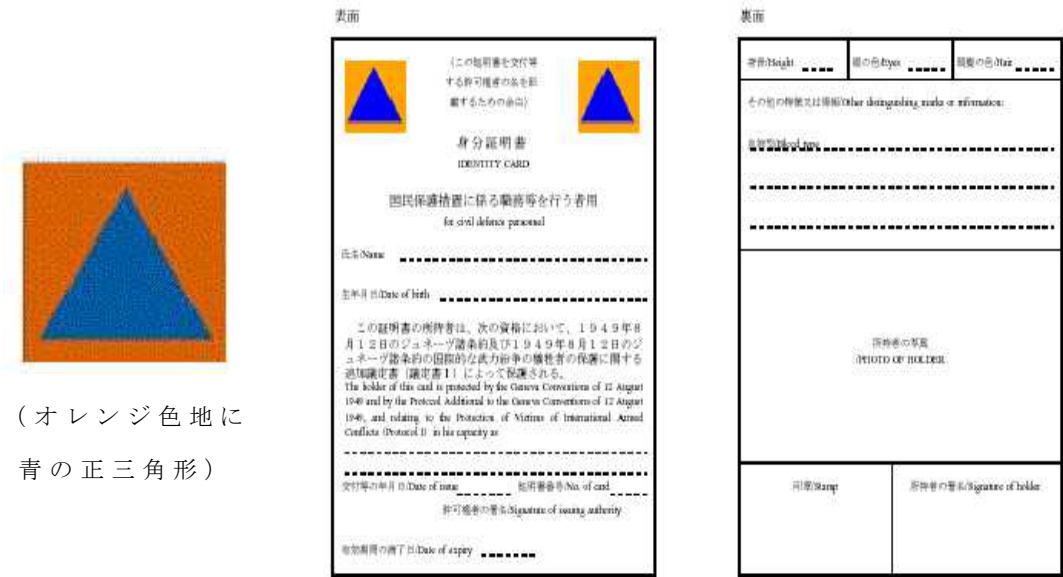 (オレンジ色地に
青の正三角形)
表面
(この証明書を交付等
する許可権者の名を記
載するための余白)
身分証明書
IDENTITY CARD
国民保護措置に係る職務等を行う者用
for civil defence personnel
氏名/Name
生年月日/Date of birth
この証明書の所持者は、次の資格において、1949年8
月12日のジュネーヴ諸条約及び1949年8月12日のジ
ュネーヴ諸条約の国際的な武力紛争の犠牲者の保護に関する
追加議定書(議定書I)によって保護される。
The holder of this card is protected by the Geneva Conventions of 12 August
1949 and by the Protocol Additional to the Geneva Conventions of 12 August
1949, and relating to the Protection of Victims of International Armed
Conflicts (Protocol I) in his capacity as
交付等の年月日/Date of issue 証明書番号/No. of card
許可権者の署名/Signature of issuing authority
有効期間の満了日/Date of expiry
裏面
身長/Height 眼の色/Eyes 頭髪の色/Hair
その他の特徴又は情報/Other distinguishing marks or information:
血液型/Blood type
所持者の写真
/PHOTO OF HOLDER
印章/Stamp 所持者の署名/Signature of holder